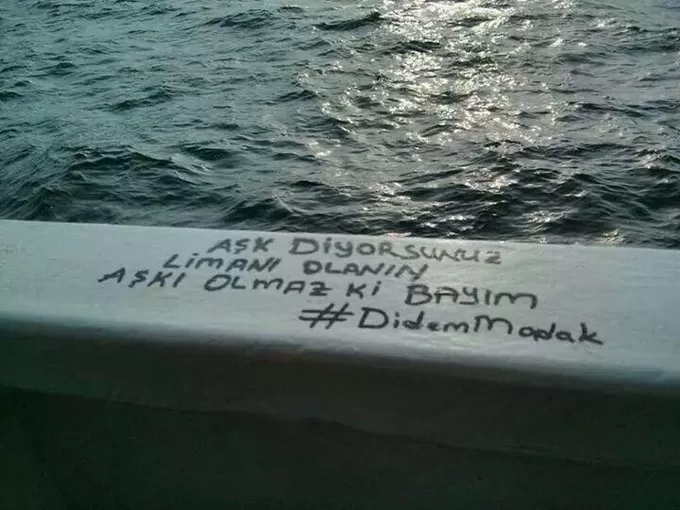 AŞK DİYORSUNUZ
LİMANI OLANIN
AŞKI OLMAZ Kİ BAYIM
#DidemMadak